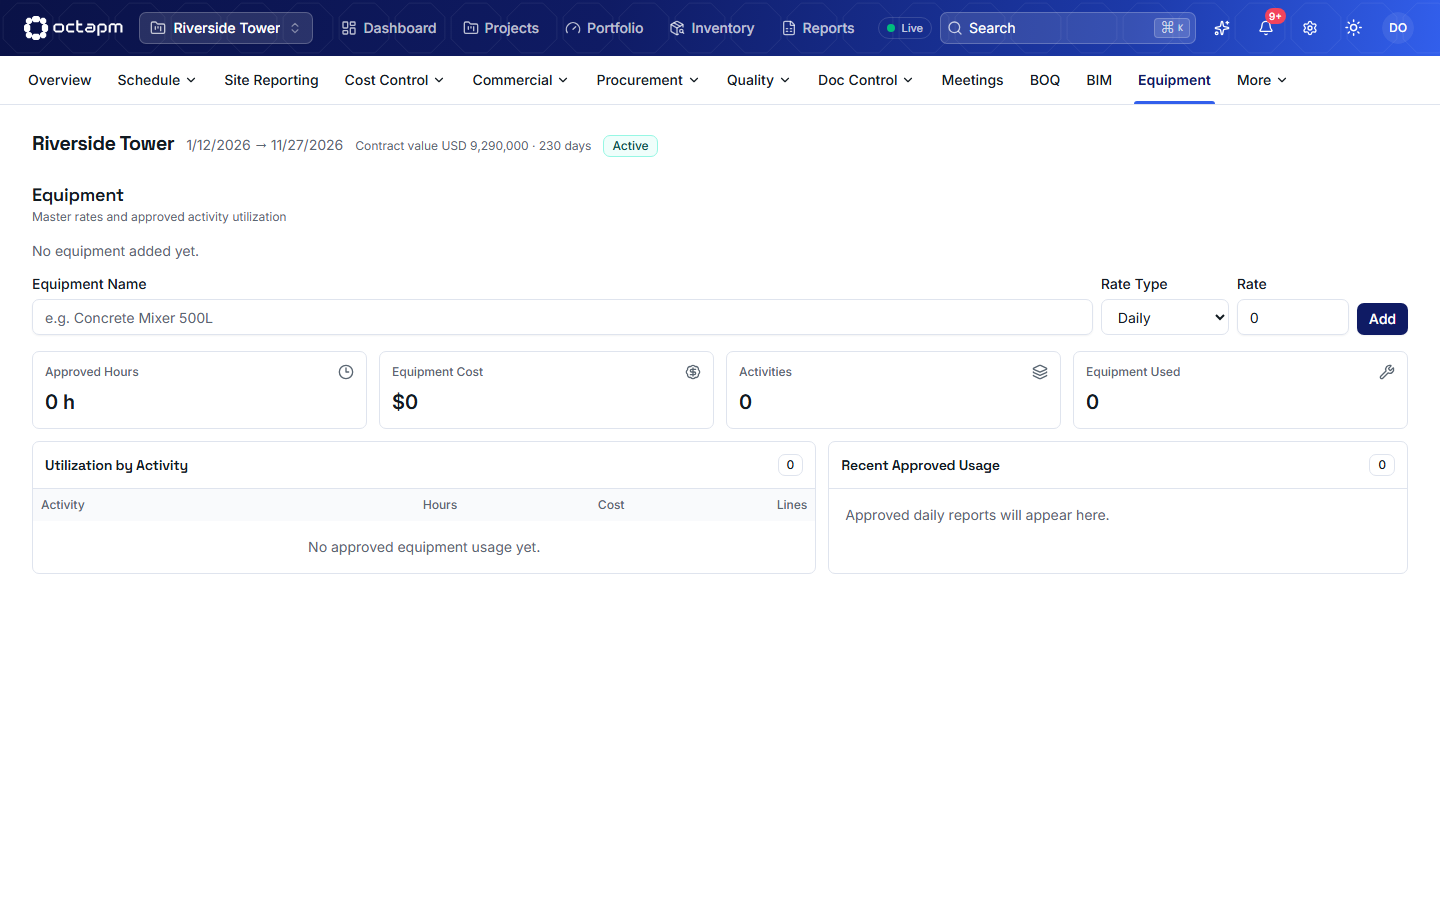 octapm
Riverside Tower
Dashboard
Projects
Portfolio
Inventory
Reports
Live
Search
⌘ K
9+
DO
Overview
Schedule
Site Reporting
Cost Control
Commercial
Procurement
Quality
Doc Control
Meetings
BOQ
BIM
Equipment
More
Riverside Tower 1/12/2026 → 11/27/2026 Contract value USD 9,290,000 · 230 days Active
Equipment
Master rates and approved activity utilization
No equipment added yet.
Equipment Name
Rate Type
Rate
e.g. Concrete Mixer 500L
Daily
0
Add
Approved Hours
0 h
Equipment Cost
$0
Activities
0
Equipment Used
0
Utilization by Activity 0
Activity Hours Cost Lines
No approved equipment usage yet.
Recent Approved Usage 0
Approved daily reports will appear here.